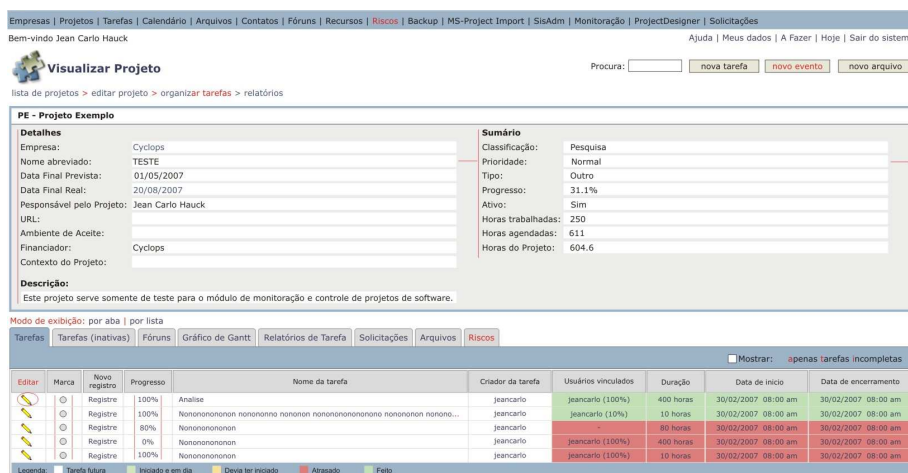 Empresas | Projetos | Tarefas | Calendário | Arquivos | Contatos | Fóruns | Recursos | Riscos | Backup | MS-Project Import | SisAdm | Monitoração | ProjectDesigner | Solicitações
Bem-vindo Jean Carlo Hauck
Ajuda | Meus dados | A Fazer | Hoje | Sair do sistem
Visualizar Projeto
Procura: nova tarefa novo evento novo arquivo
lista de projetos > editar projeto > organizar tarefas > relatórios
PE - Projeto Exemplo
Detalhes
Empresa: Cyclops
Nome abreviado: TESTE
Data Final Prevista: 01/05/2007
Data Final Real: 20/08/2007
Pesponsável pelo Projeto: Jean Carlo Hauck
URL:
Ambiente de Aceite:
Financiador: Cyclops
Contexto do Projeto:
Descrição:
Este projeto serve somente de teste para o módulo de monitoração e controle de projetos de software.
Sumário
Classificação: Pesquisa
Prioridade: Normal
Tipo: Outro
Progresso: 31.1%
Ativo: Sim
Horas trabalhadas: 250
Horas agendadas: 611
Horas do Projeto: 604.6
Modo de exibição: por aba | por lista
Tarefas Tarefas (inativas) Fóruns Gráfico de Gantt Relatórios de Tarefa Solicitações Arquivos Riscos
Mostrar: apenas tarefas incompletas
Editar Marca Novo registro Progresso Nome da tarefa Criador da tarefa Usuários vinculados Duração Data de inicio Data de encerramento
Registre 100% Analise jeancarlo jeancarlo (100%) 400 horas 30/02/2007 08:00 am 30/02/2007 08:00 am
Registre 100% Nonononononon nonononno nononon nononononononono nonononon nonono... jeancarlo jeancarlo (10%) 10 horas 30/02/2007 08:00 am 30/02/2007 08:00 am
Registre 80% Nonononononon jeancarlo - 80 horas 30/02/2007 08:00 am 30/02/2007 08:00 am
Registre 0% Nonononononon jeancarlo jeancarlo (100%) 400 horas 30/02/2007 08:00 am 30/02/2007 08:00 am
Registre 100% Nonononononon jeancarlo jeancarlo (100%) 10 horas 30/02/2007 08:00 am 30/02/2007 08:00 am
Legenda: Tarefa futura Iniciado e em dia Devia ter iniciado Atrasado Feito